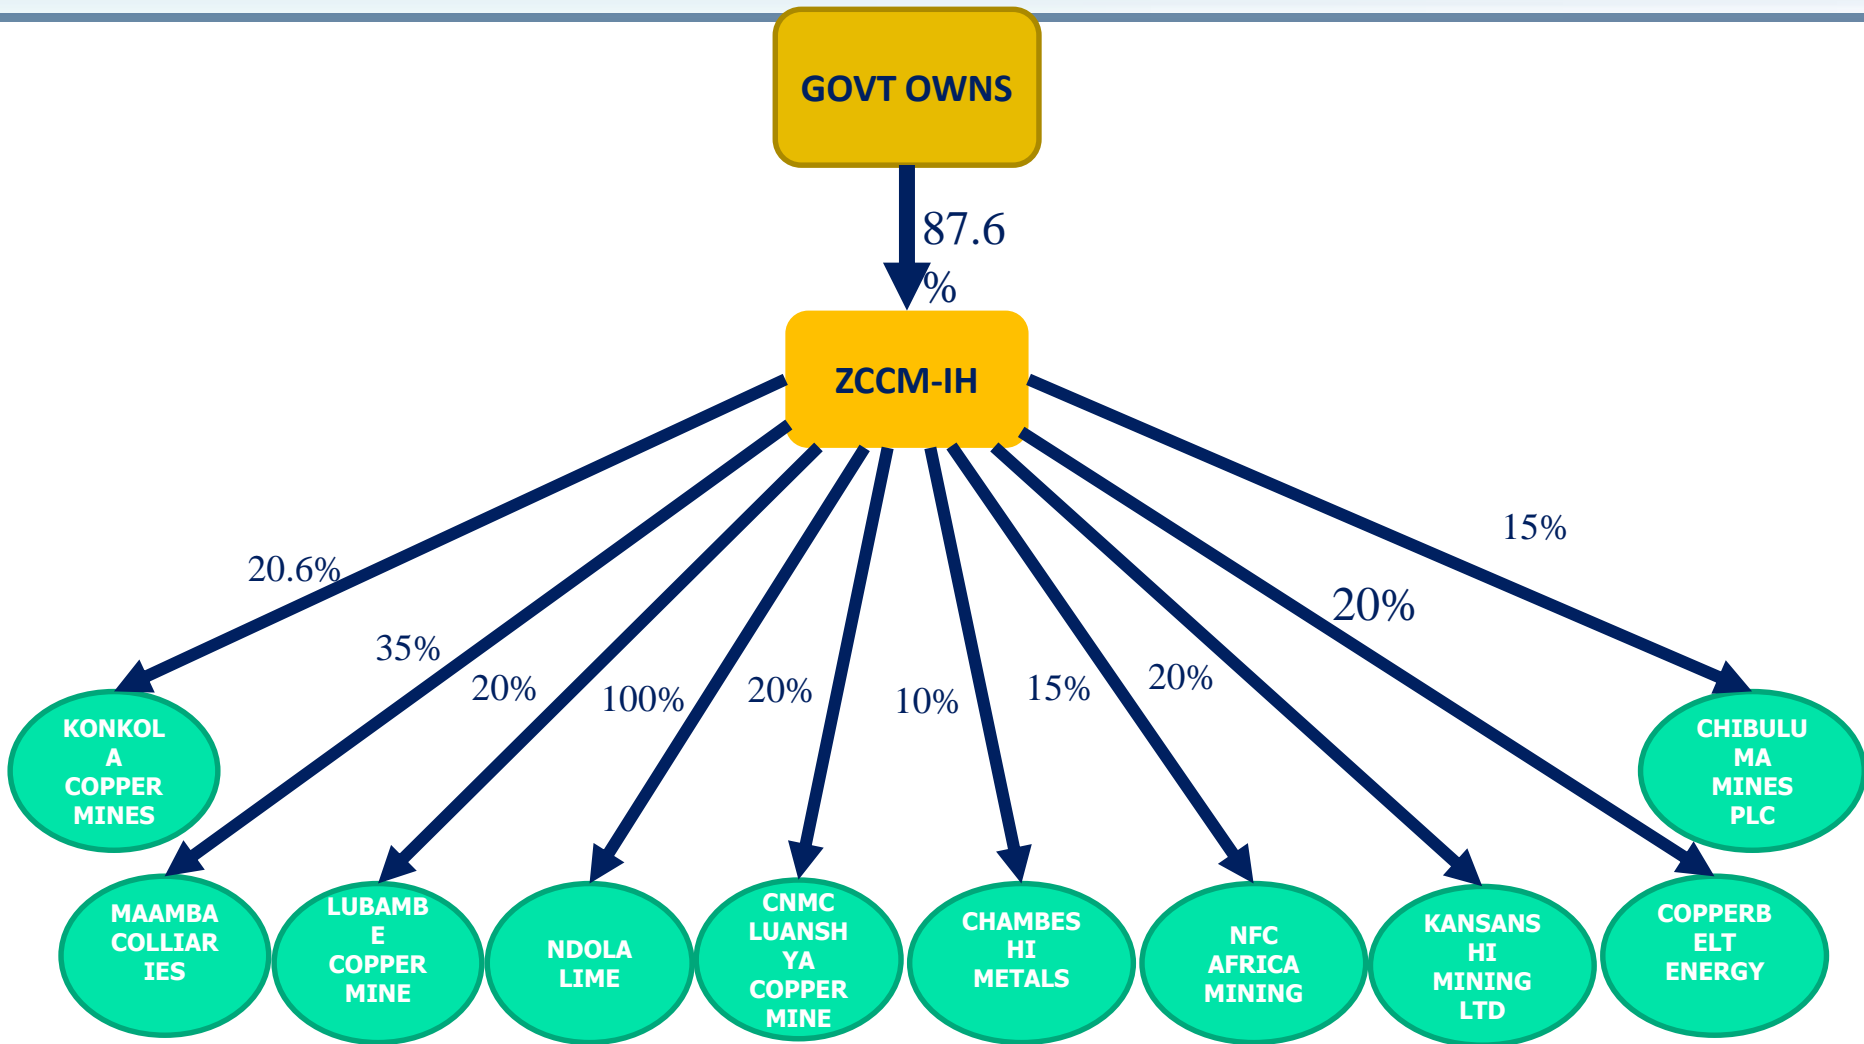 GOVT OWNS
87.6
%
ZCCM-IH
20.6%
35%
20%
100%
20%
10%
15%
20%
20%
15%
KONKOL
A
COPPER
MINES
MAAMBA
COLLIAR
IES
LUBAMB
E
COPPER
MINE
NDOLA
LIME
CNMC
LUANSH
YA
COPPER
MINE
CHAMBES
HI
METALS
NFC
AFRICA
MINING
KANSANS
HI
MINING
LTD
COPPERB
ELT
ENERGY
CHIBULU
MA
MINES
PLC